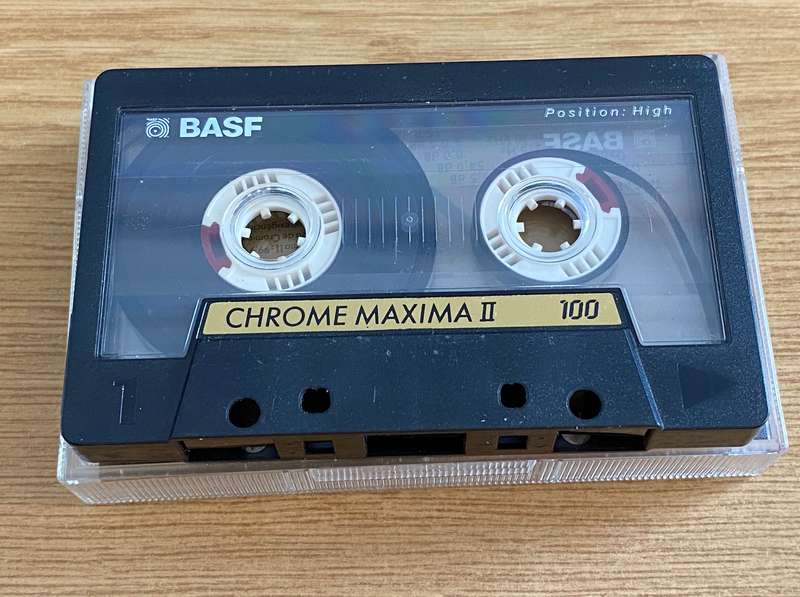 BASF
Position: High
CHROME MAXIMA II 100
1